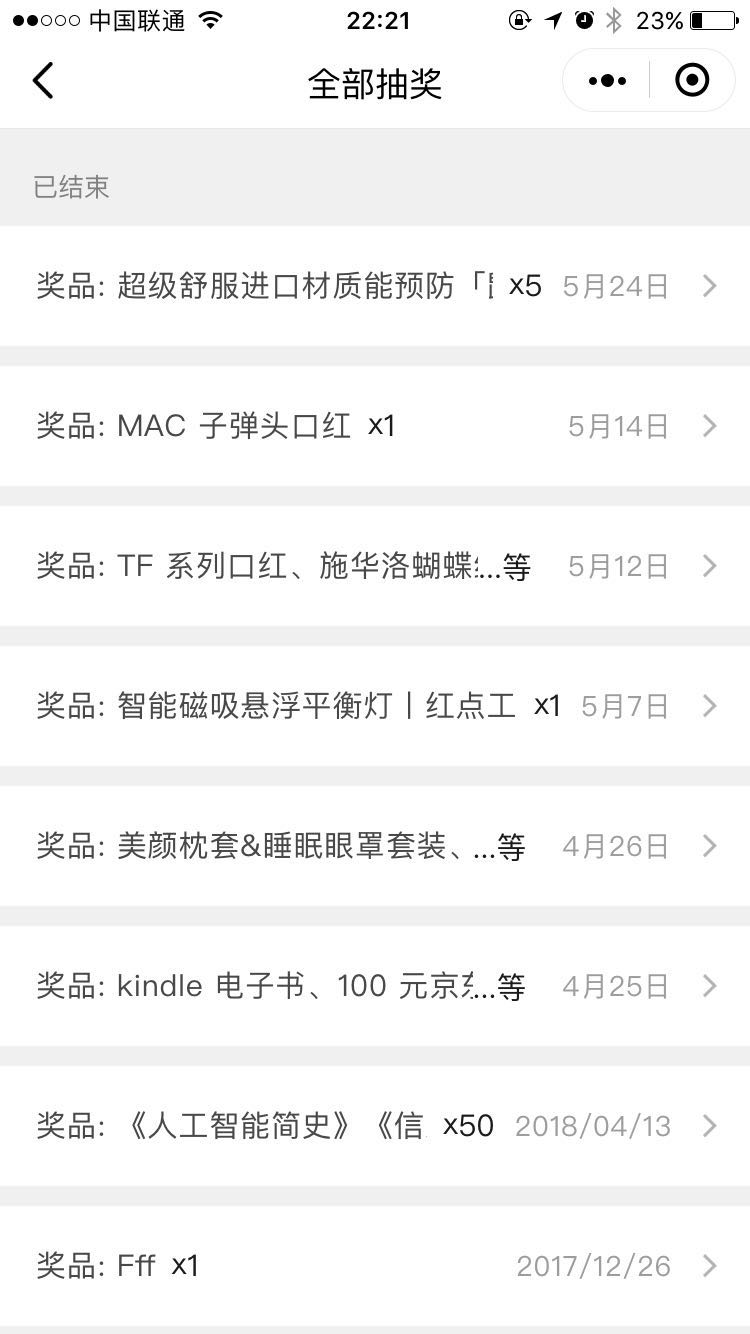 中国联通 22:21 23%
全部抽奖
已结束
奖品: 超级舒服进口材质能预防「 x5 5月24日
奖品: MAC 子弹头口红 x1 5月14日
奖品: TF 系列口红、施华洛蝴蝶...等 5月12日
奖品: 智能磁吸悬浮平衡灯丨红点工 x1 5月7日
奖品: 美颜枕套&睡眠眼罩套装、...等 4月26日
奖品: kindle 电子书、100 元京东...等 4月25日
奖品: 《人工智能简史》《信 x50 2018/04/13
奖品: Fff x1 2017/12/26